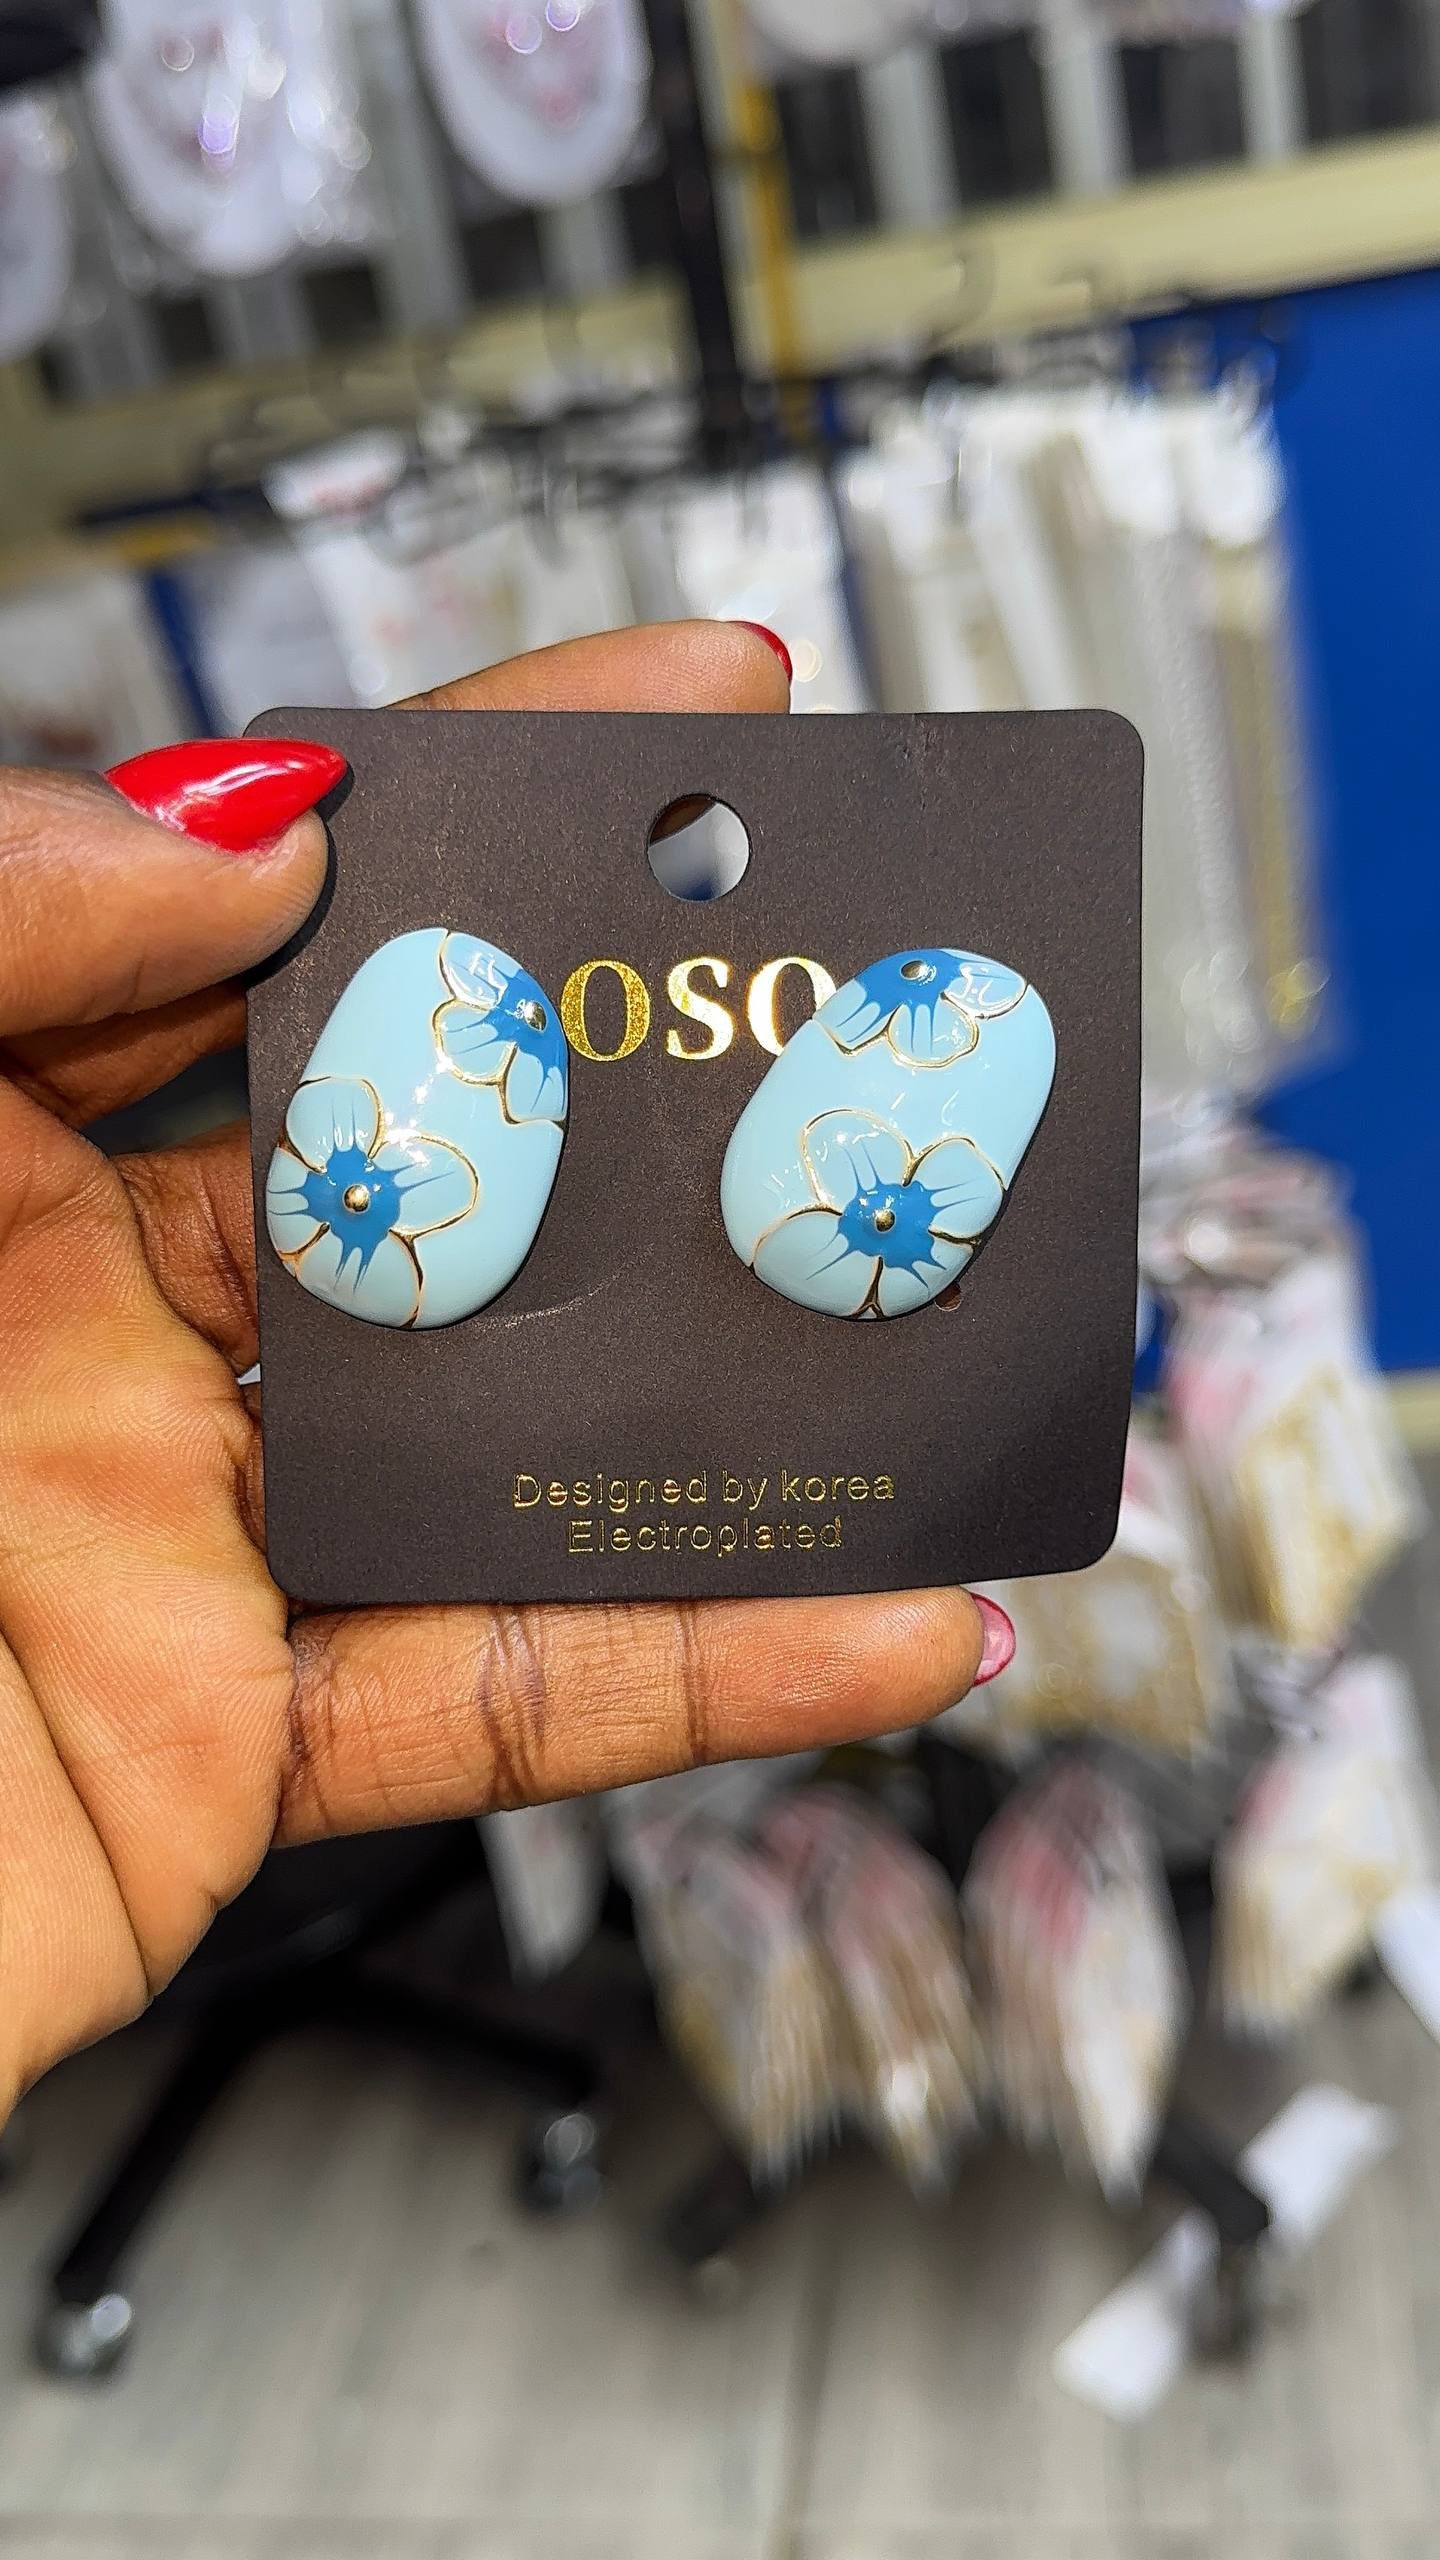 OSO
Designed by korea
Electroplated